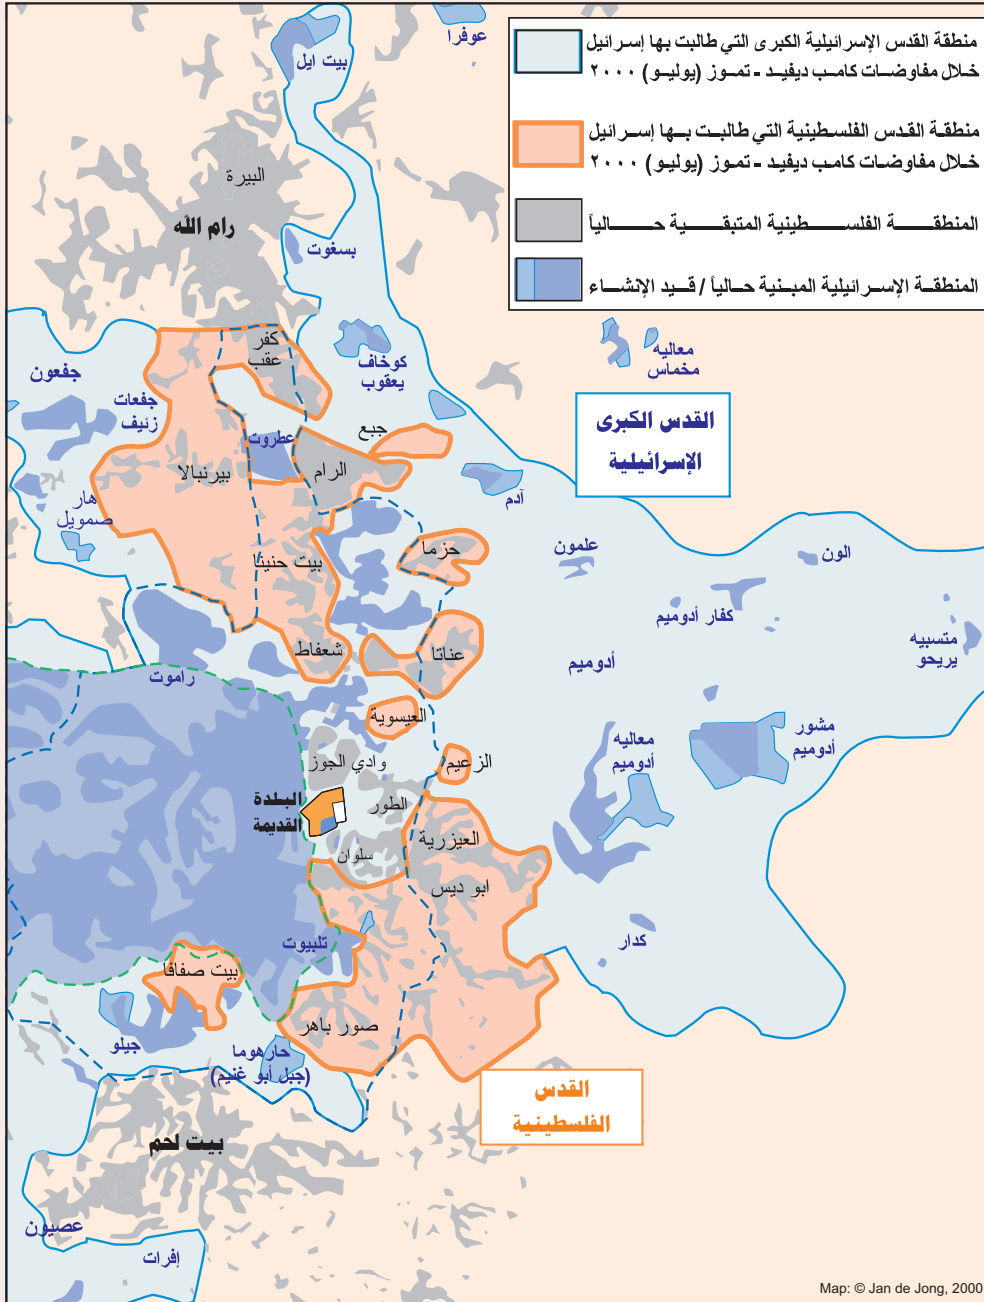 منطقة القدس الإسرائيلية الكبرى التي طالبت بها إسرائيل
خلال مفاوضات كامب ديفيد - تموز (يوليو) ٢٠٠٠
منطقة القدس الفلسطينية التي طالبت بها إسرائيل
خلال مفاوضات كامب ديفيد - تموز (يوليو) ٢٠٠٠
المنطقة الفلسطينية المتبقية حالياً
المنطقة الإسرائيلية المبنية حالياً / قيد الإنشاء
عوفرا
بيت ايل
البيرة
رام الله
بسغوت
كفر
عقب
كوخاف
يعقوب
معاليه
مخماس
جفعون
جفعات
زئيف
القدس الكبرى
الإسرائيلية
جبع
عطروت
الرام
بيرنبالا
آدم
هار
صمويل
حزما
علمون
الون
بيت حنينا
كفار أدوميم
متسبيه
يريحو
شعفاط
عناتا
أدوميم
راموت
العيسوية
مشور
أدوميم
معاليه
أدوميم
وادي الجوز
الزعيم
البلدة
القديمة
الطور
العيزرية
سلوان
ابو ديس
تلبيوت
كدار
بيت صفافا
صور باهر
جيلو
حارهوما
(جبل أبو غنيم)
القدس
الفلسطينية
بيت لحم
عصيون
إفرات
Map: © Jan de Jong, 2000